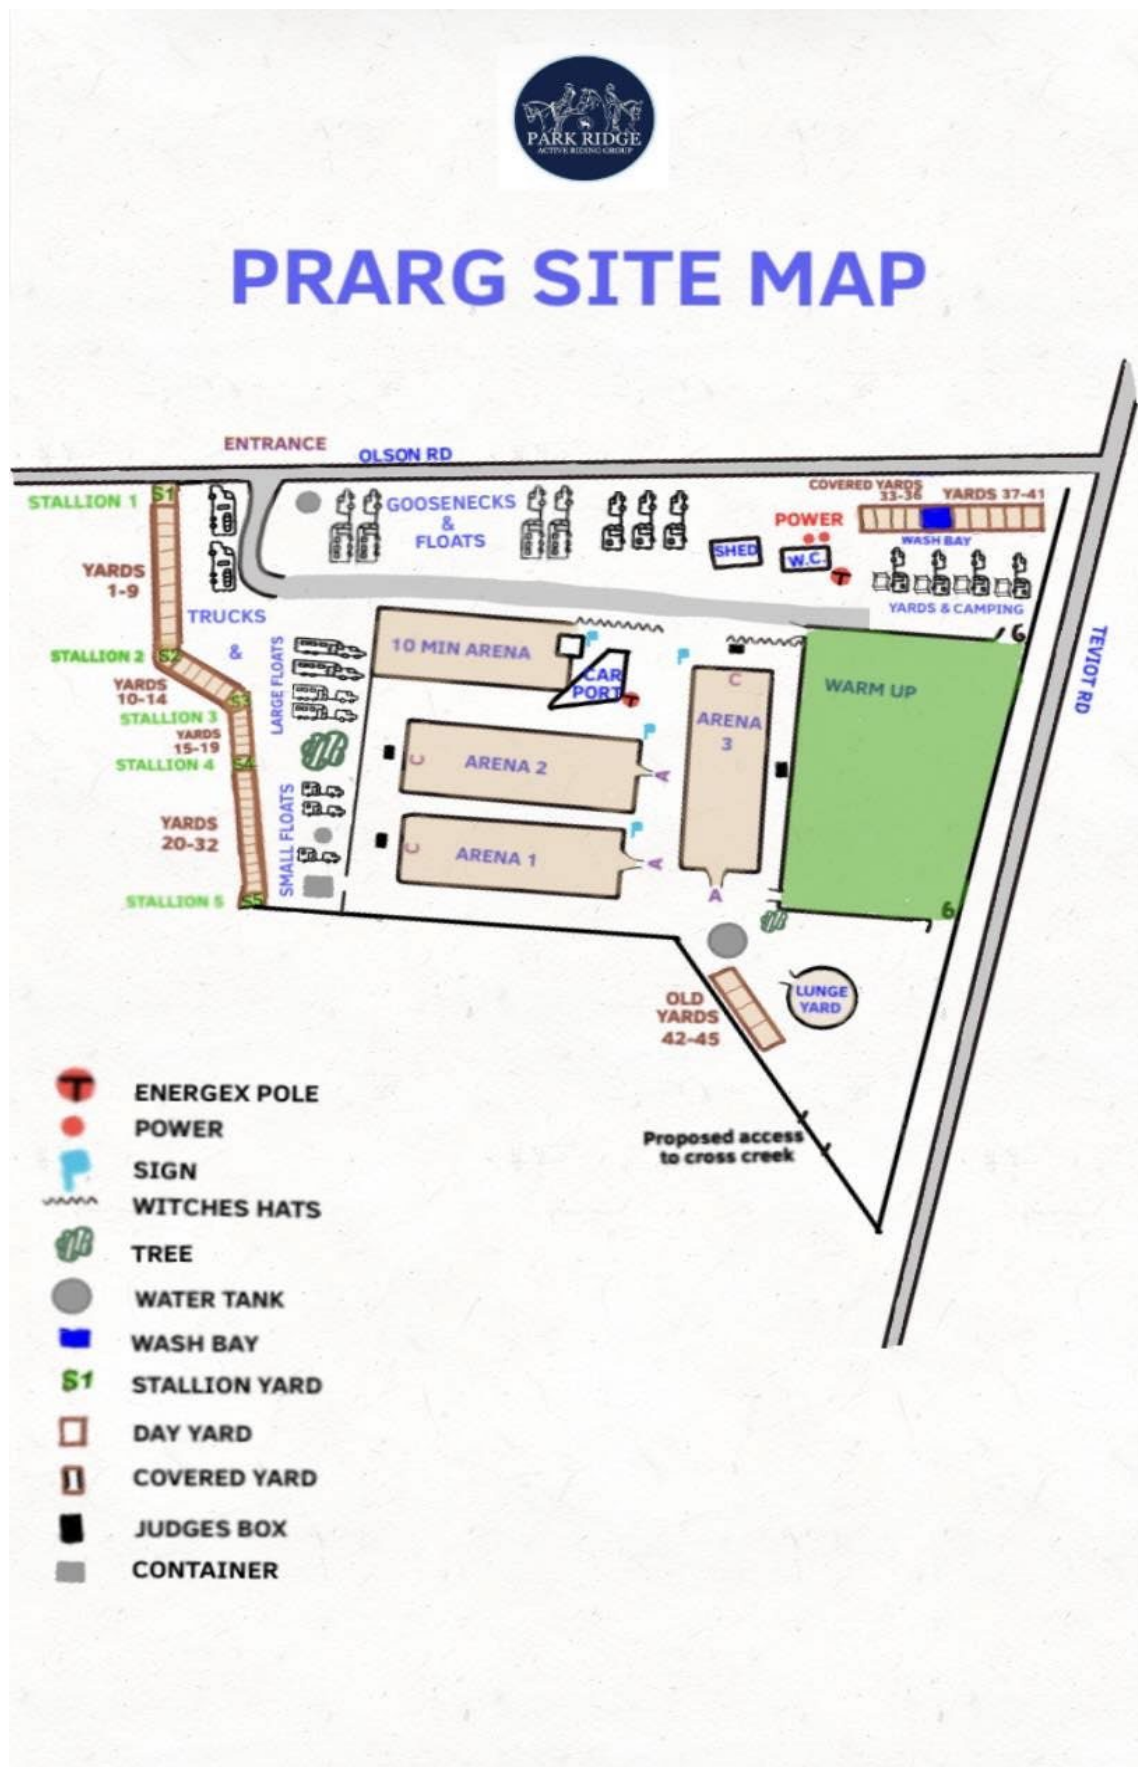 PARK RIDGE
ACTIVE RIDING GROUP
PRARG SITE MAP
ENTRANCE
OLSON RD
STALLION 1
S1
GOOSENECKS
&
FLOATS
COVERED YARDS
33-36
YARDS 37-41
POWER
WASH BAY
SHED
W.C.
T
YARDS
1-9
YARDS & CAMPING
TRUCKS
&
STALLION 2
S2
LARGE FLOATS
10 MIN ARENA
CAR
PORT
T
6
TEVIOT RD
YARDS
10-14
S3
STALLION 3
C
WARM UP
ARENA
3
YARDS
15-19
STALLION 4
S4
C
ARENA 2
A
SMALL FLOATS
YARDS
20-32
C
ARENA 1
A
A
STALLION 5
S5
6
OLD
YARDS
42-45
LUNGE
YARD
Proposed access
to cross creek
T
ENERGEX POLE
POWER
SIGN
WITCHES HATS
TREE
WATER TANK
WASH BAY
S1
STALLION YARD
DAY YARD
COVERED YARD
JUDGES BOX
CONTAINER